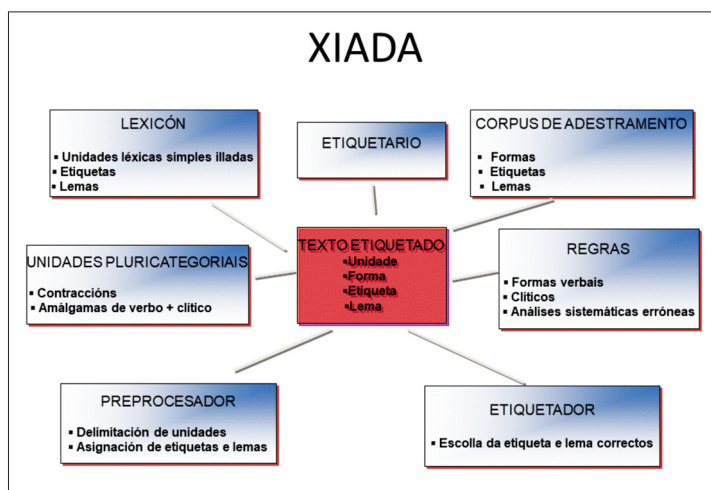 XIADA
LEXICÓN
▪ Unidades léxicas simples illadas
▪ Etiquetas
▪ Lemas
ETIQUETARIO
CORPUS DE ADESTRAMENTO
▪ Formas
▪ Etiquetas
▪ Lemas
UNIDADES PLURICATEGORIAIS
▪ Contraccións
▪ Amálgamas de verbo + clítico
TEXTO ETIQUETADO
▪Unidade
▪Forma
▪Etiqueta
▪Lema
REGRAS
▪ Formas verbais
▪ Clíticos
▪ Análises sistemáticas erróneas
PREPROCESADOR
▪ Delimitación de unidades
▪ Asignación de etiquetas e lemas
ETIQUETADOR
▪ Escolla da etiqueta e lema correctos